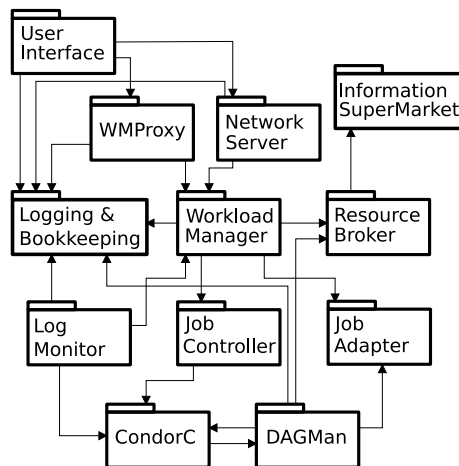 User
Interface
Information
SuperMarket
WMProxy
Network
Server
Logging &
Bookkeeping
Workload
Manager
Resource
Broker
Log
Monitor
Job
Controller
Job
Adapter
CondorC
DAGMan